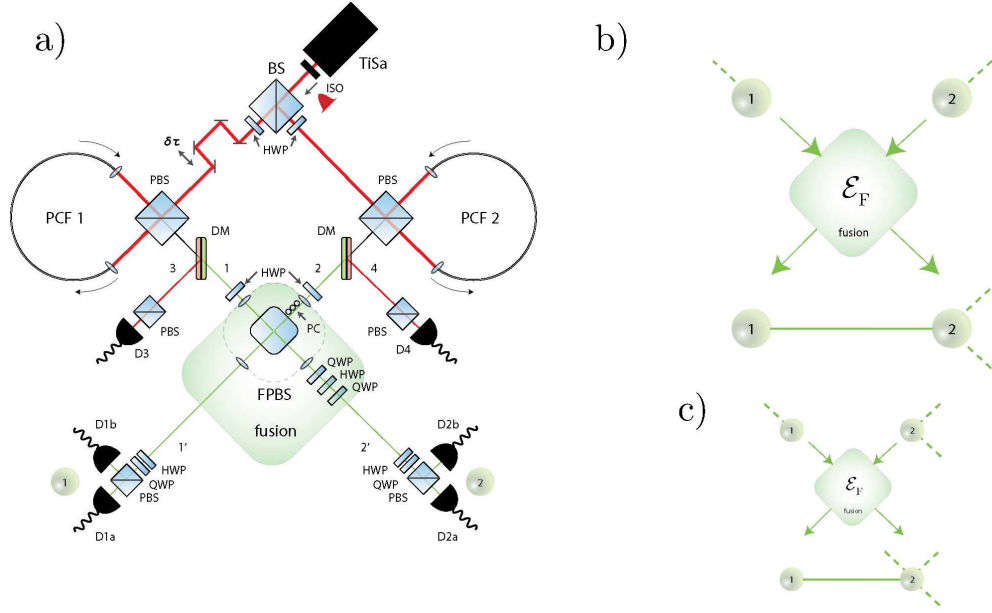 a)
TiSa
BS
ISO
HWP
δτ
PBS
PBS
PCF 1
PCF 2
DM
DM
3
1
HWP
2
4
PBS
PBS
PC
D3
D4
QWP
HWP
QWP
FPBS
fusion
D1b
D2b
1′
2′
HWP
QWP
PBS
HWP
QWP
PBS
1
2
D1a
D2a
b)
1
2
ℰF
fusion
1
2
c)
1
2
ℰF
fusion
1
2